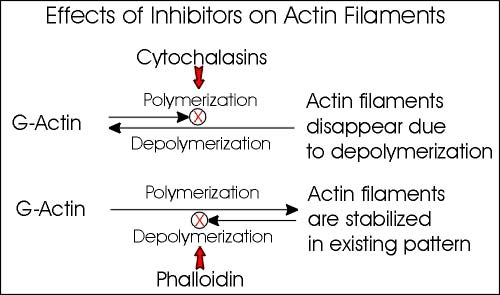 Effects of Inhibitors on Actin Filaments
Cytochalasins
Polymerization
G-Actin
X
Depolymerization
Actin filaments
disappear due
to depolymerization
Polymerization
G-Actin
X
Depolymerization
Actin filaments
are stabilized
in existing pattern
Phalloidin